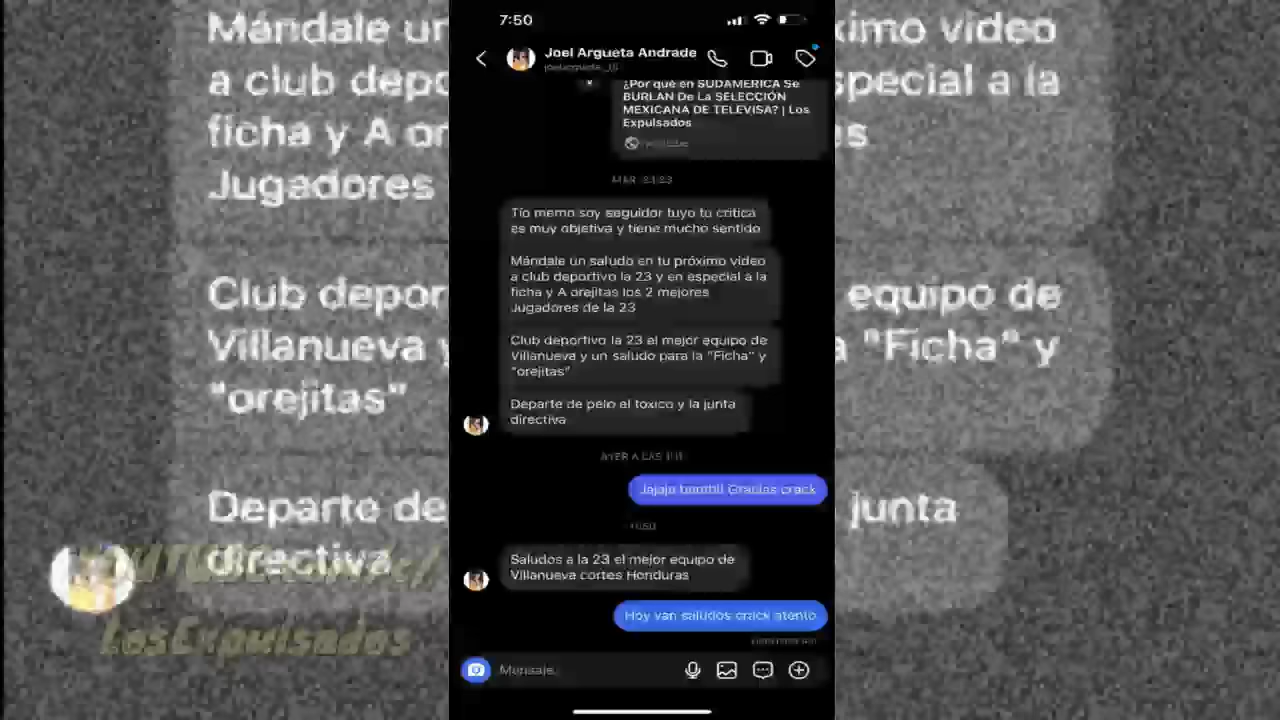 7:50
Joel Argueta Andrade
¿Por qué en SUDAMERICA Se
BURLAN De La SELECCIÓN
MEXICANA DE TELEVISA? | Los
Expulsados
Tío memo soy seguidor tuyo tu critica
es muy objetiva y tiene mucho sentido
Mándale un saludo en tu próximo video
a club deportivo la 23 y en especial a la
ficha y A orejitas los 2 mejores
Jugadores de la 23
Club deportivo la 23 el mejor equipo de
Villanueva y un saludo para la "Ficha" y
"orejitas"
Departe de pelo el toxico y la junta
directiva
AYER A LAS 1:11
Gracias crack
Saludos a la 23 el mejor equipo de
Villanueva cortes Honduras
Hoy van saludos crack atento
Mensaje...
Mándale un
ximo video
a club depo
special a la
ficha y A or
es
Jugadores
Club depor
equipo de
Villanueva y
a "Ficha" y
"orejitas"
Departe de
junta
directiva
LosExpulsados